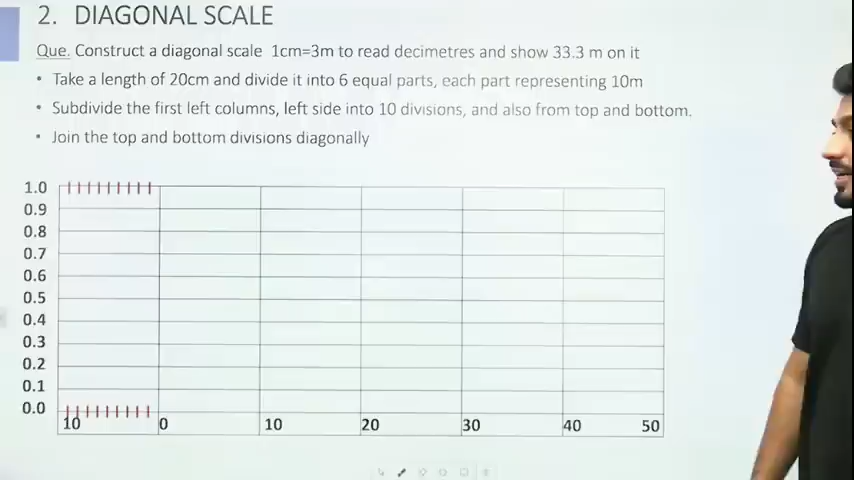 2. DIAGONAL SCALE
Que. Construct a diagonal scale 1cm=3m to read decimetres and show 33.3 m on it
• Take a length of 20cm and divide it into 6 equal parts, each part representing 10m
• Subdivide the first left columns, left side into 10 divisions, and also from top and bottom.
• Join the top and bottom divisions diagonally
1.0
0.9
0.8
0.7
0.6
0.5
0.4
0.3
0.2
0.1
0.0
10 0 10 20 30 40 50